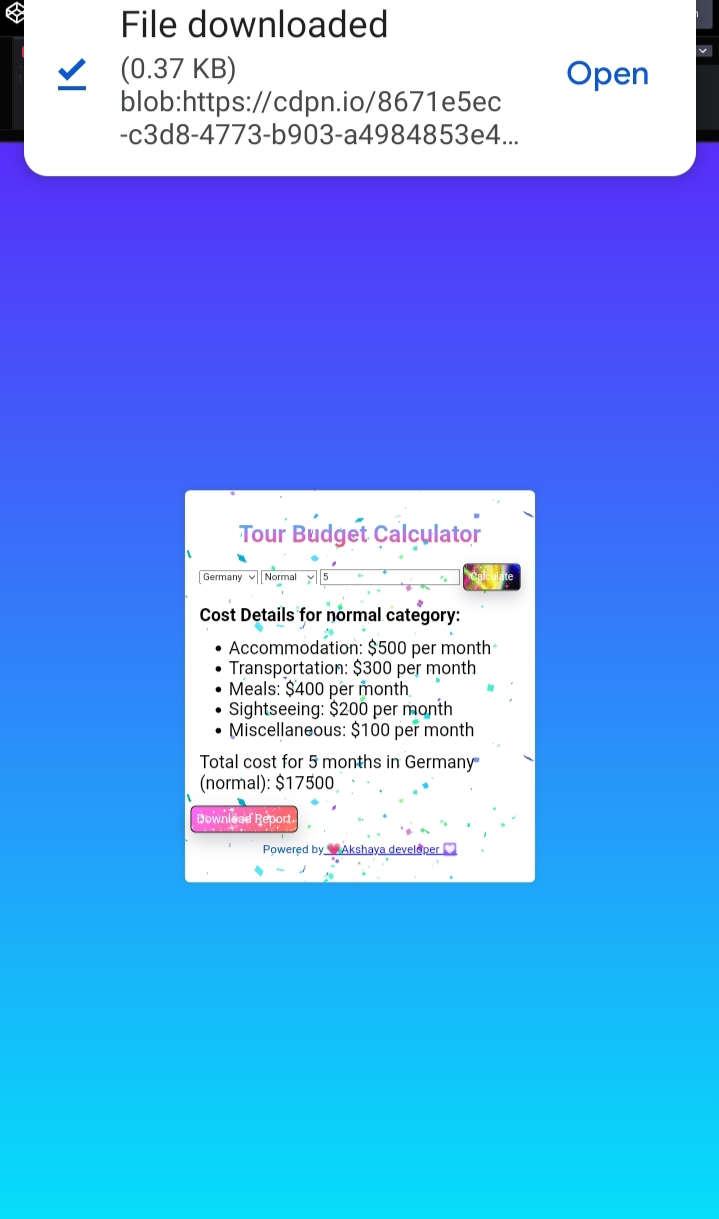 File downloaded
(0.37 KB)
blob:https://cdpn.io/8671e5ec
-c3d8-4773-b903-a4984853e4...
Open
Tour Budget Calculator
Germany Normal 5 Calculate
Cost Details for normal category:
• Accommodation: $500 per month
• Transportation: $300 per month
• Meals: $400 per month
• Sightseeing: $200 per month
• Miscellaneous: $100 per month
Total cost for 5 months in Germany
(normal): $17500
Download Report
Powered by 💗Akshaya developer 💟